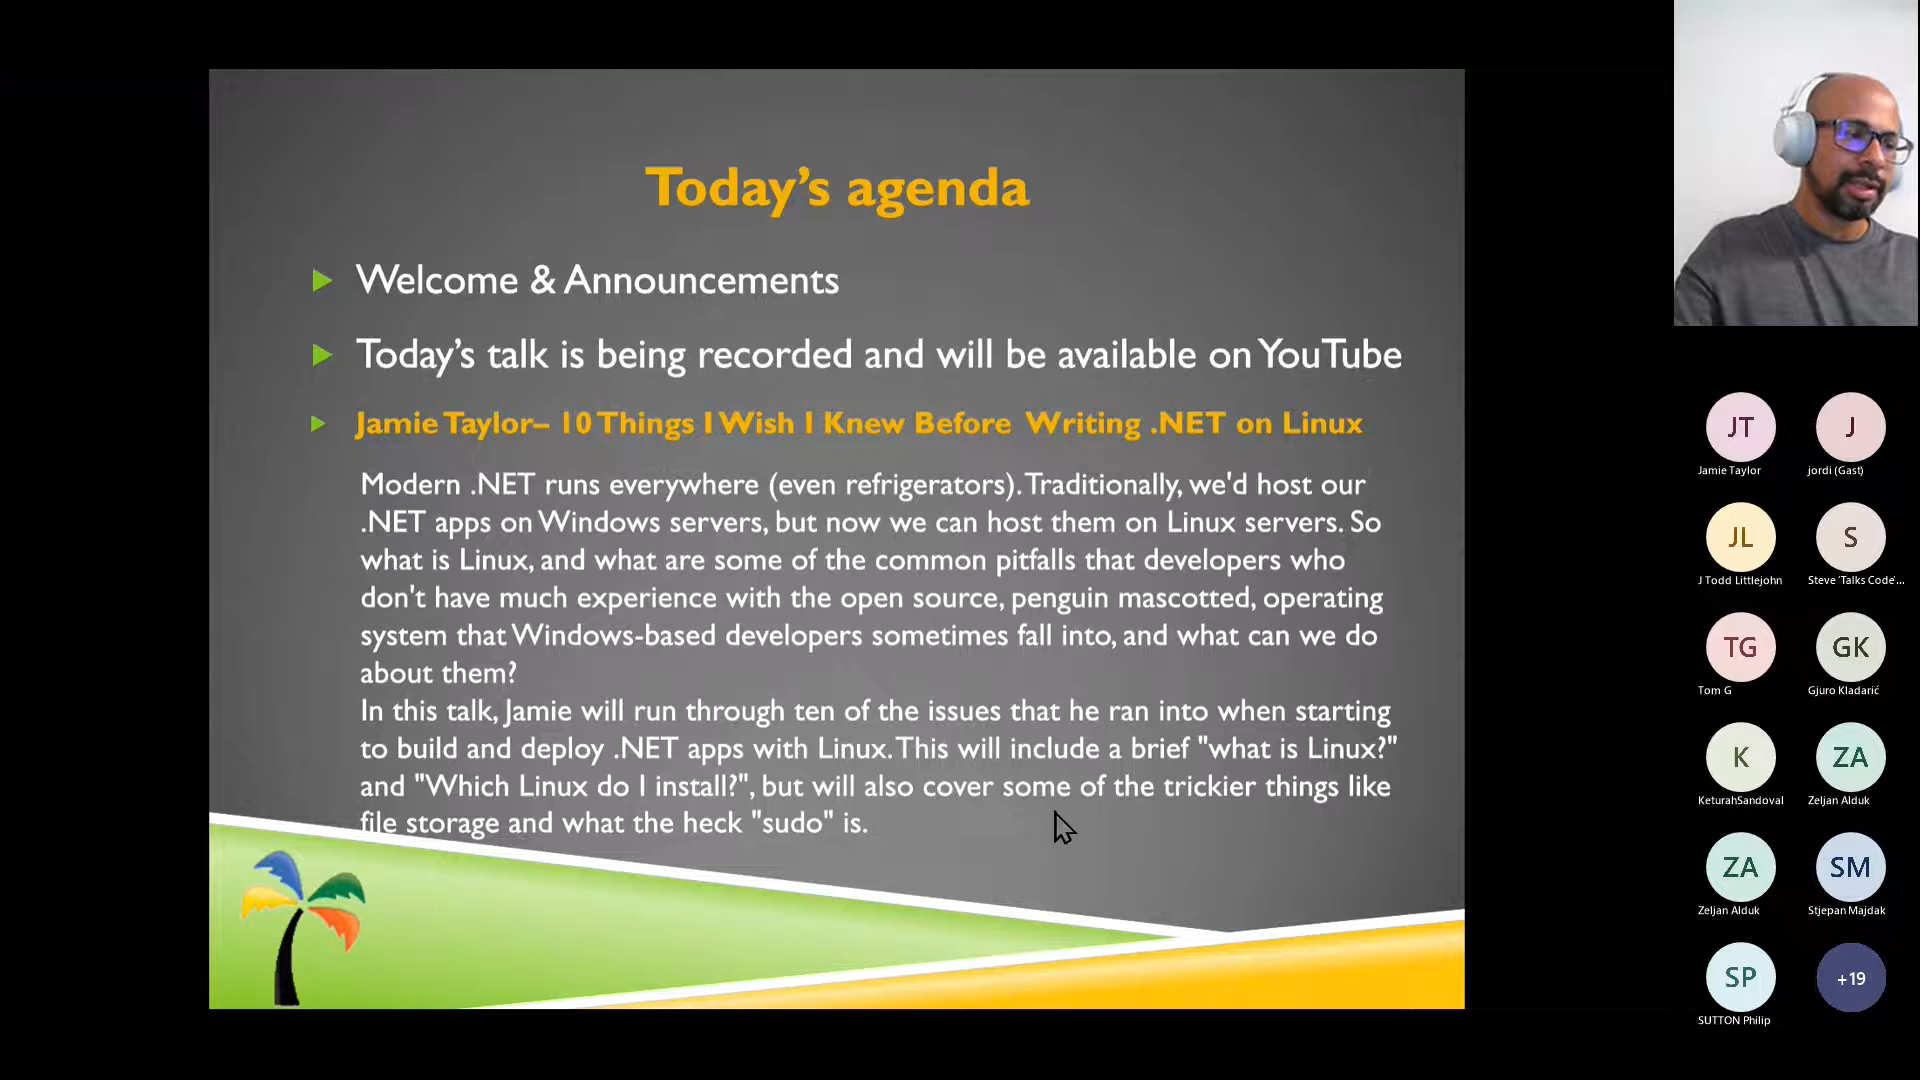 Today’s agenda
Welcome & Announcements
Today’s talk is being recorded and will be available on YouTube
Jamie Taylor– 10 Things I Wish I Knew Before Writing .NET on Linux
Modern .NET runs everywhere (even refrigerators). Traditionally, we'd host our
.NET apps on Windows servers, but now we can host them on Linux servers. So
what is Linux, and what are some of the common pitfalls that developers who
don't have much experience with the open source, penguin mascotted, operating
system that Windows-based developers sometimes fall into, and what can we do
about them?
In this talk, Jamie will run through ten of the issues that he ran into when starting
to build and deploy .NET apps with Linux. This will include a brief "what is Linux?"
and "Which Linux do I install?", but will also cover some of the trickier things like
file storage and what the heck "sudo" is.
JT
Jamie Taylor
J
jordi (Gast)
JL
J Todd Littlejohn
S
Steve 'Talks Code'...
TG
Tom G
GK
Gjuro Kladarić
K
KeturahSandoval
ZA
Zeljan Alduk
ZA
Zeljan Alduk
SM
Stjepan Majdak
SP
SUTTON Philip
+19